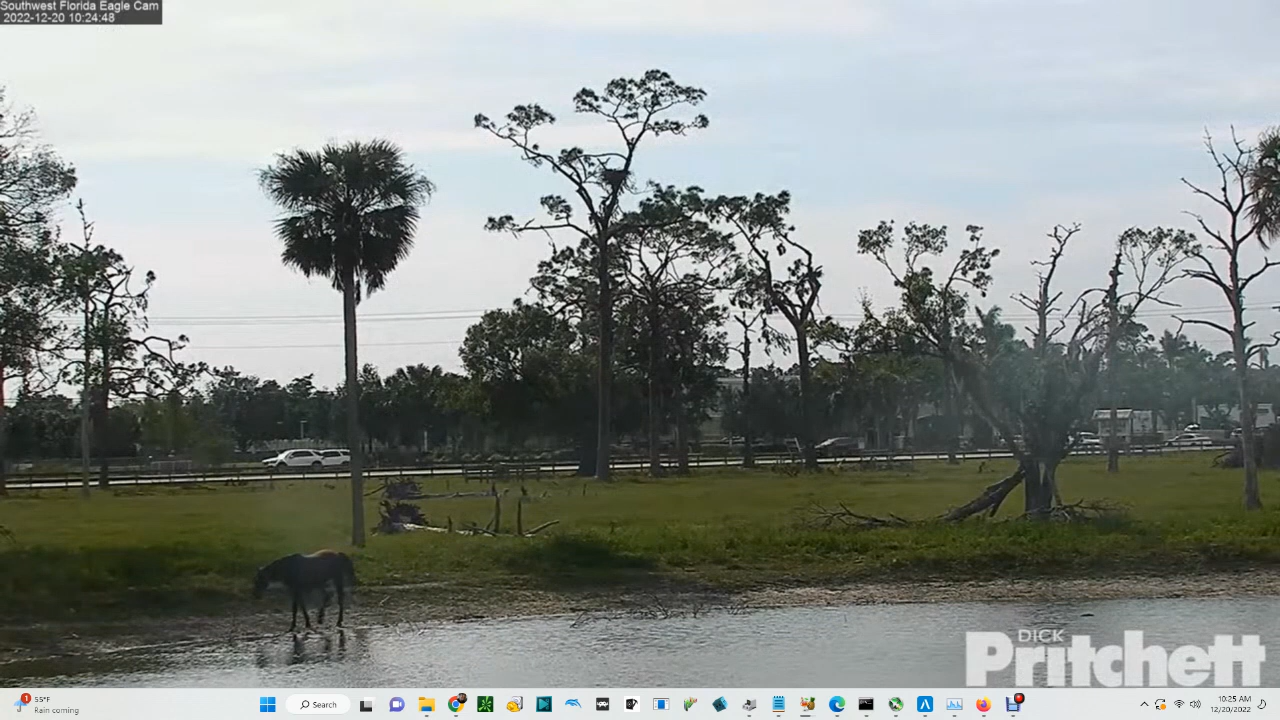 Southwest Florida Eagle Cam
2022-12-20 10:24:48
DICK
Pritchett
1
55°F
Rain coming
Search
10:25 AM
12/20/2022